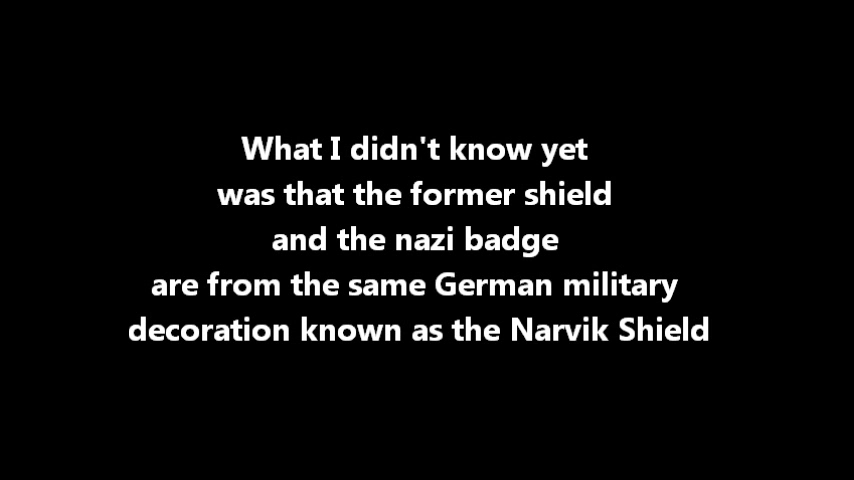 What I didn't know yet
was that the former shield
and the nazi badge
are from the same German military
decoration known as the Narvik Shield